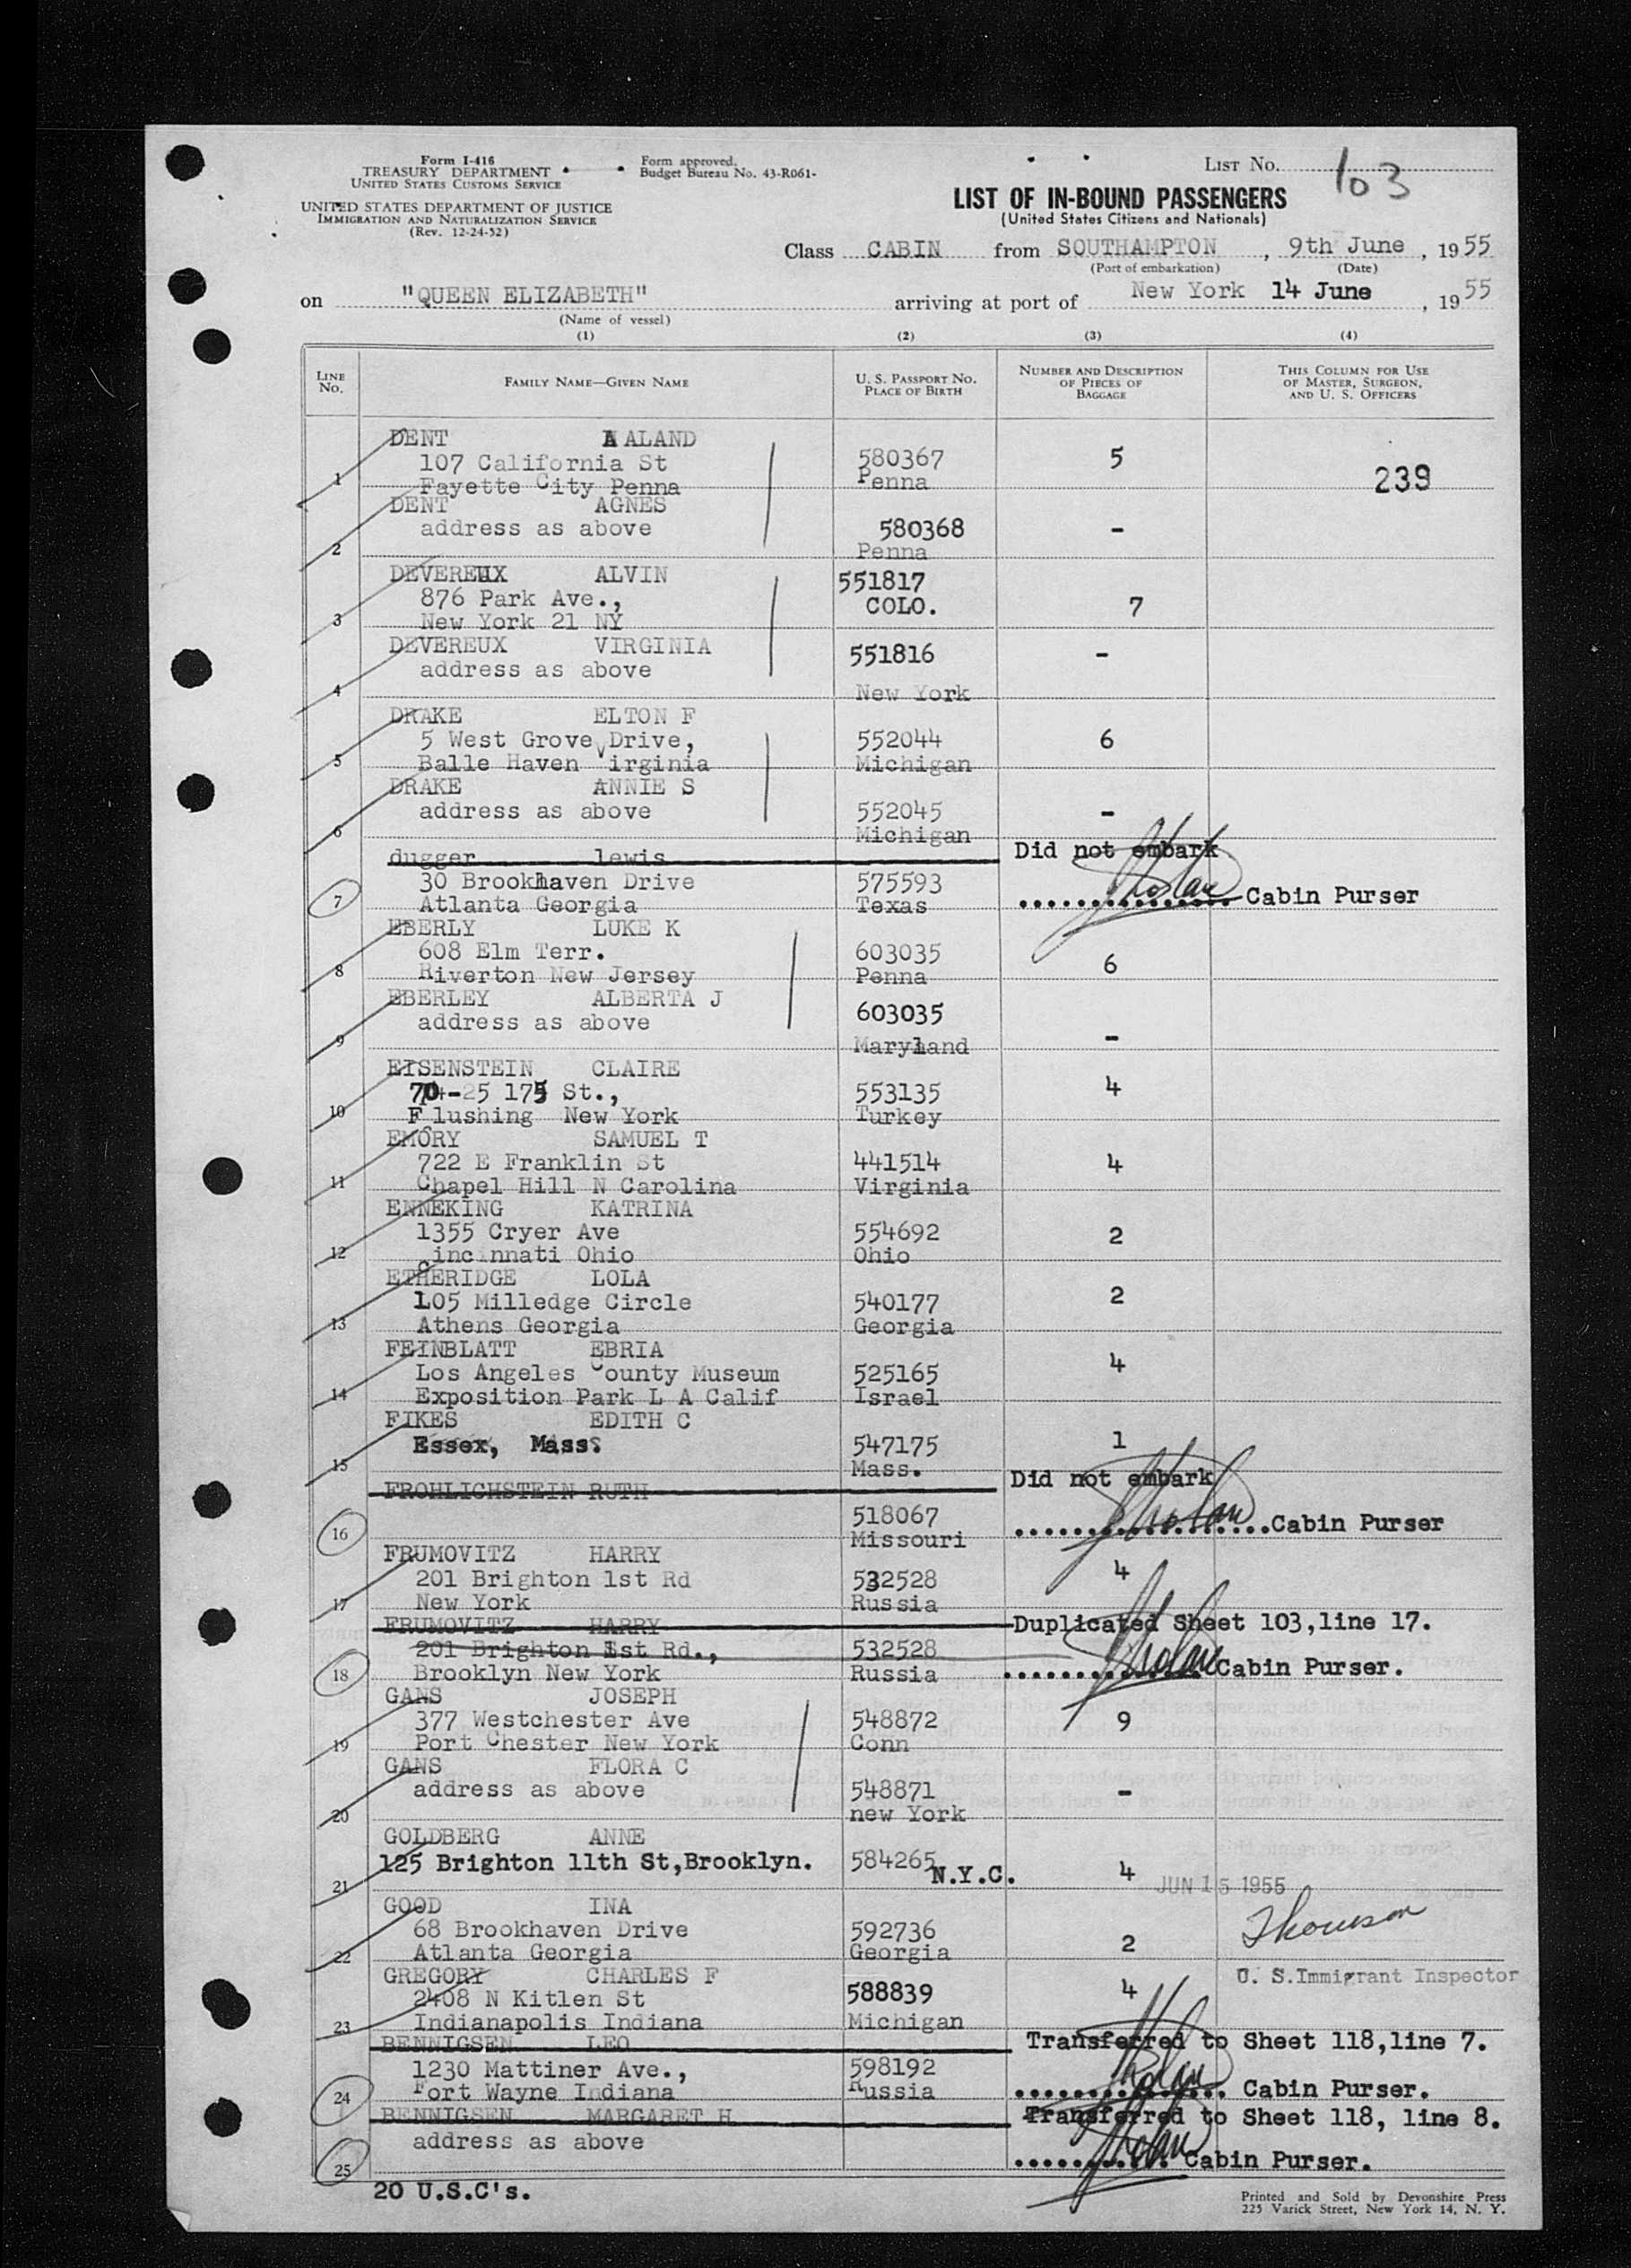 Form I-416
TREASURY DEPARTMENT
UNITED STATES CUSTOMS SERVICE
UNITED STATES DEPARTMENT OF JUSTICE
IMMIGRATION AND NATURALIZATION SERVICE
(Rev. 12-24-52)
Form approved.
Budget Bureau No. 43-R061-
LIST No. 103
LIST OF IN-BOUND PASSENGERS
(United States Citizens and Nationals)
Class CABIN from SOUTHAMPTON, 9th June, 1955
(Port of embarkation) (Date)
on "QUEEN ELIZABETH" arriving at port of New York 14 June, 1955
(Name of vessel)
(1) (2) (3) (4)
LINE No. FAMILY NAME—GIVEN NAME U. S. PASSPORT NO. PLACE OF BIRTH NUMBER AND DESCRIPTION OF PIECES OF BAGGAGE THIS COLUMN FOR USE OF MASTER, SURGEON, AND U. S. OFFICERS
DENT ALAND
107 California St 580367 5
1 Fayette City Penna Penna 239
DENT AGNES
address as above 580368 -
2 Penna
DEVEREUX ALVIN 551817
876 Park Ave., COLO. 7
3 New York 21 NY
DEVEREUX VIRGINIA 551816 -
address as above
4 New York
DRAKE ELTON F
5 West Grove Drive, 552044 6
5 Balle Haven Virginia Michigan
DRAKE ANNIE S
address as above 552045 -
6 Michigan
dugger lewis Did not embark
30 Brookhaven Drive 575593
7 Atlanta Georgia Texas Cabin Purser
EBERLY LUKE K
608 Elm Terr. 603035 6
8 Riverton New Jersey Penna
EBERLEY ALBERTA J 603035
address as above
9 Maryland -
EISENSTEIN CLAIRE
70-25 175 St., 553135 4
10 Flushing New York Turkey
EMORY SAMUEL T
722 E Franklin St 441514 4
11 Chapel Hill N Carolina Virginia
ENNEKING KATRINA
1355 Cryer Ave 554692 2
12 Cincinnati Ohio Ohio
ETHERIDGE LOLA
105 Milledge Circle 540177 2
13 Athens Georgia Georgia
FEINBLATT EBRIA
Los Angeles County Museum 525165 4
14 Exposition Park L A Calif Israel
FIKES EDITH C
Essex, Mass. 547175 1
15 Mass.
FROHLICHSTEIN RUTH Did not embark
518067
16 Missouri Cabin Purser
FRUMOVITZ HARRY
201 Brighton 1st Rd 532528 4
17 New York Russia
FRUMOVITZ HARRY Duplicated Sheet 103, line 17.
201 Brighton 1st Rd., 532528
18 Brooklyn New York Russia Cabin Purser.
GANS JOSEPH
377 Westchester Ave 548872 9
19 Port Chester New York Conn
GANS FLORA C
address as above 548871 -
20 new York
GOLDBERG ANNE
125 Brighton 11th St, Brooklyn. 584265 N.Y.C. 4
21 JUN 15 1955
GOOD INA
68 Brookhaven Drive 592736
22 Atlanta Georgia Georgia 2
GREGORY CHARLES F U. S. Immigrant Inspector
2408 N Kitlen St 588839 4
23 Indianapolis Indiana Michigan
BENNIGSEN LEO Transferred to Sheet 118, line 7.
1230 Mattiner Ave., 598192
24 Fort Wayne Indiana Russia Cabin Purser.
BENNIGSEN MARGARET H Transferred to Sheet 118, line 8.
address as above
25 Cabin Purser.
20 U.S.C's.
Printed and Sold by Devonshire Press
225 Varick Street, New York 14, N. Y.